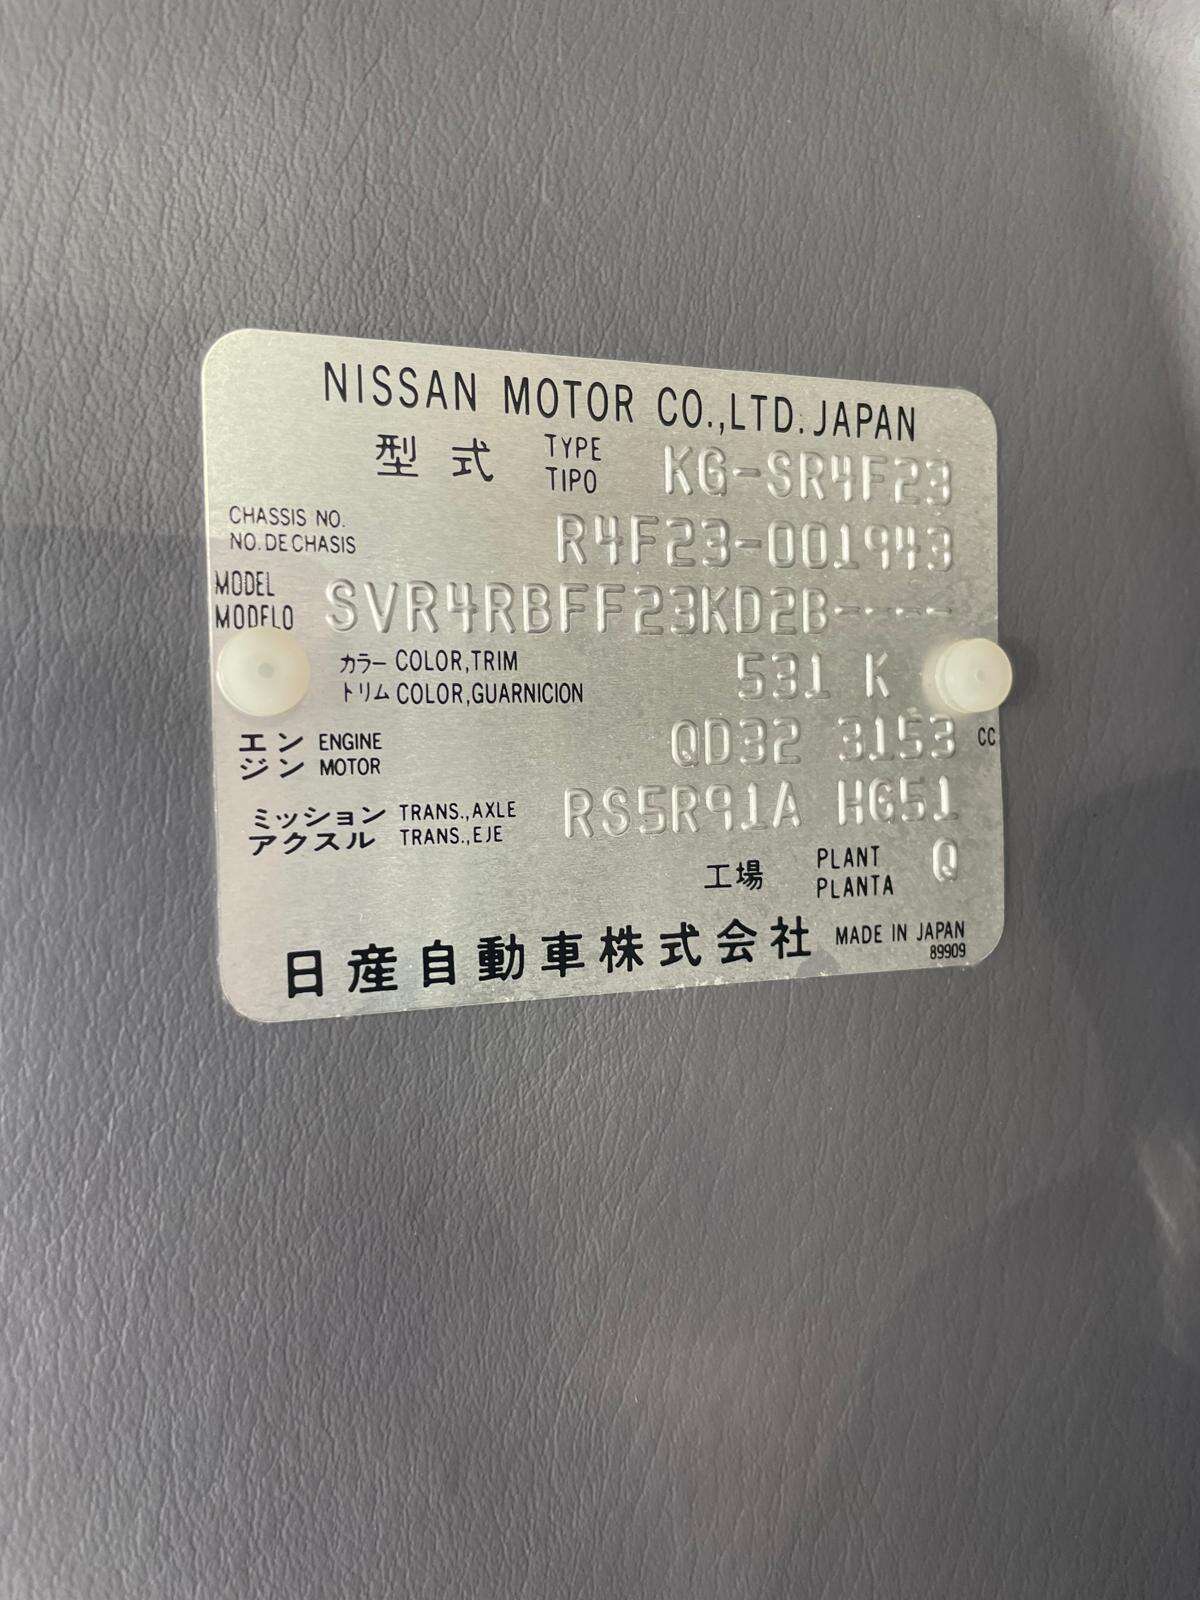 NISSAN MOTOR CO.,LTD. JAPAN
型式 TYPE TIPO KG-SR4F23
CHASSIS NO. NO. DE CHASIS R4F23-001943
MODEL MODELO SVR4RBFF23KD2B----
カラー COLOR,TRIM
トリム COLOR,GUARNICION 531 K
エンジン ENGINE MOTOR QD32 3153 CC
ミッション TRANS.,AXLE
アクスル TRANS.,EJE RS5R91A HG51
工場 PLANT PLANTA Q
日産自動車株式会社 MADE IN JAPAN
89909